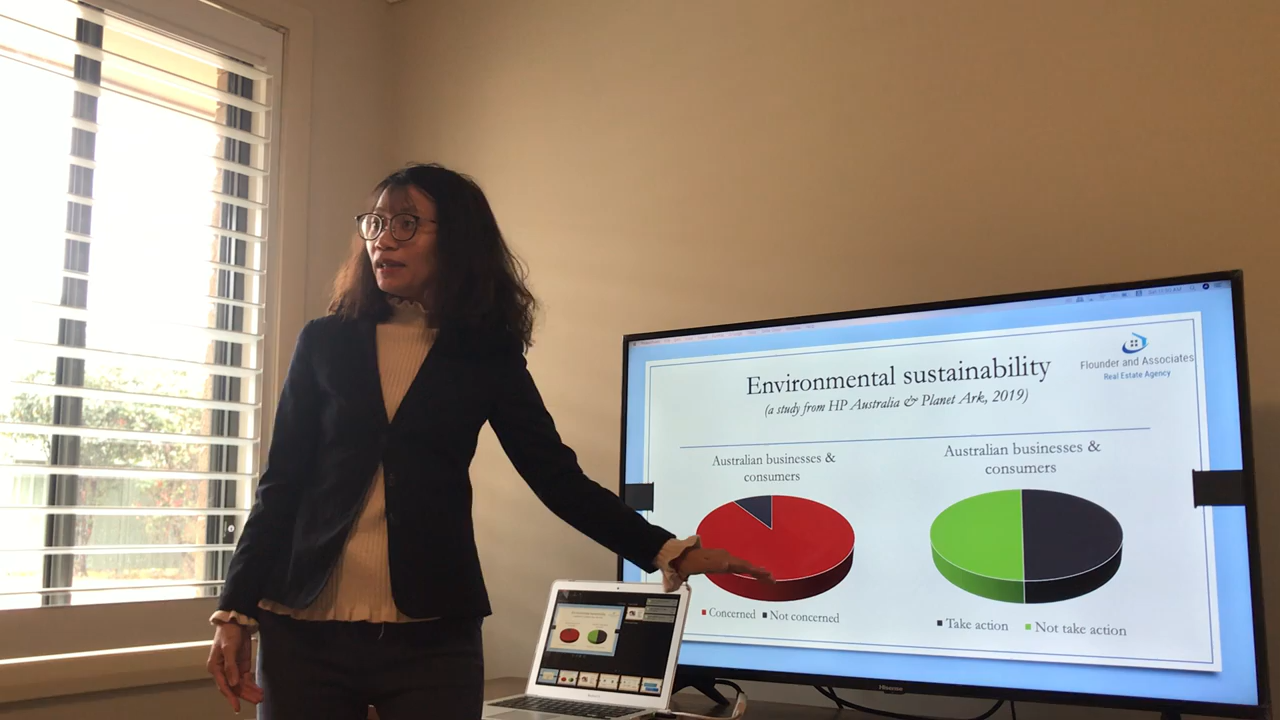 Flounder and Associates
Real Estate Agency
Environmental sustainability
(a study from HP Australia & Planet Ark, 2019)
Australian businesses &
consumers
Australian businesses &
consumers
Concerned Not concerned
Take action Not take action
Hisense